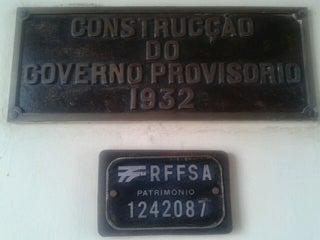 CONSTRUCÇÃO
DO
GOVERNO PROVISORIO
1932
RFFSA
PATRIMÔNIO
1242087